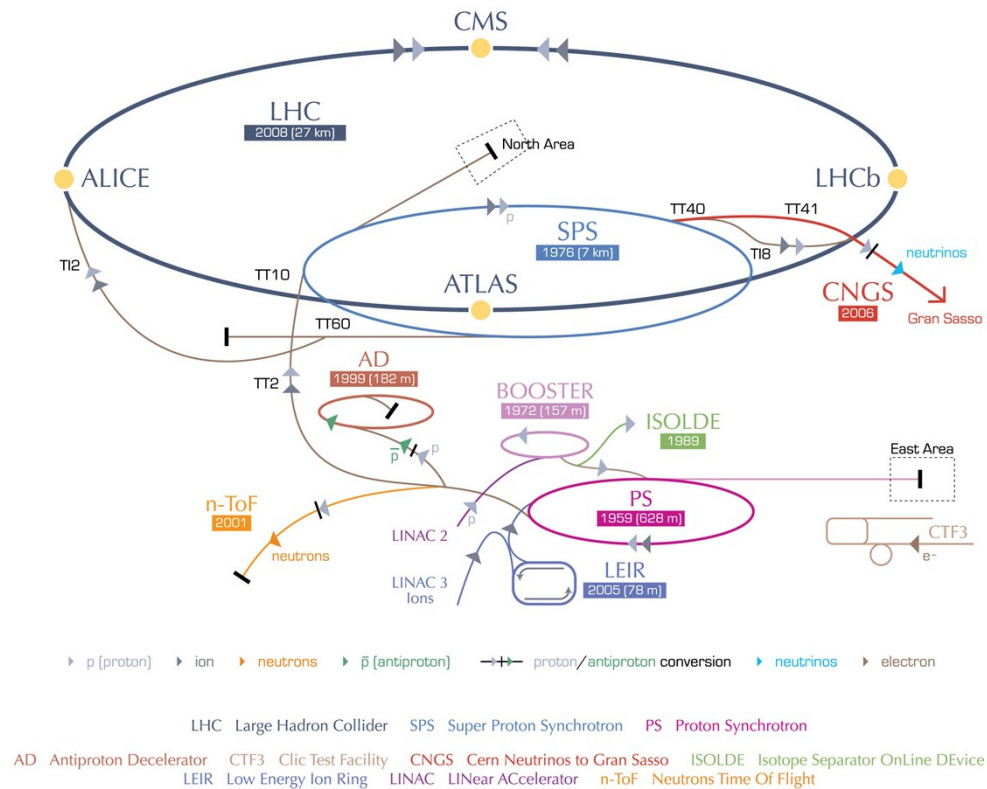 CMS
LHC
2008 (27 km)
North Area
ALICE
LHCb
TT40
TT41
p
SPS
1976 (7 km)
TI8
neutrinos
TI2
TT10
ATLAS
CNGS
2006
Gran Sasso
TT60
TT2
AD
1999 (182 m)
BOOSTER
1972 (157 m)
ISOLDE
1989
p̅
p
East Area
n-ToF
2001
PS
1959 (628 m)
p
LINAC 2
neutrons
CTF3
e-
LINAC 3
Ions
LEIR
2005 (78 m)
p (proton) ion neutrons p̅ (antiproton) proton/antiproton conversion neutrinos electron
LHC Large Hadron Collider SPS Super Proton Synchrotron PS Proton Synchrotron
AD Antiproton Decelerator CTF3 Clic Test Facility CNGS Cern Neutrinos to Gran Sasso ISOLDE Isotope Separator OnLine DEvice
LEIR Low Energy Ion Ring LINAC LINear ACcelerator n-ToF Neutrons Time Of Flight